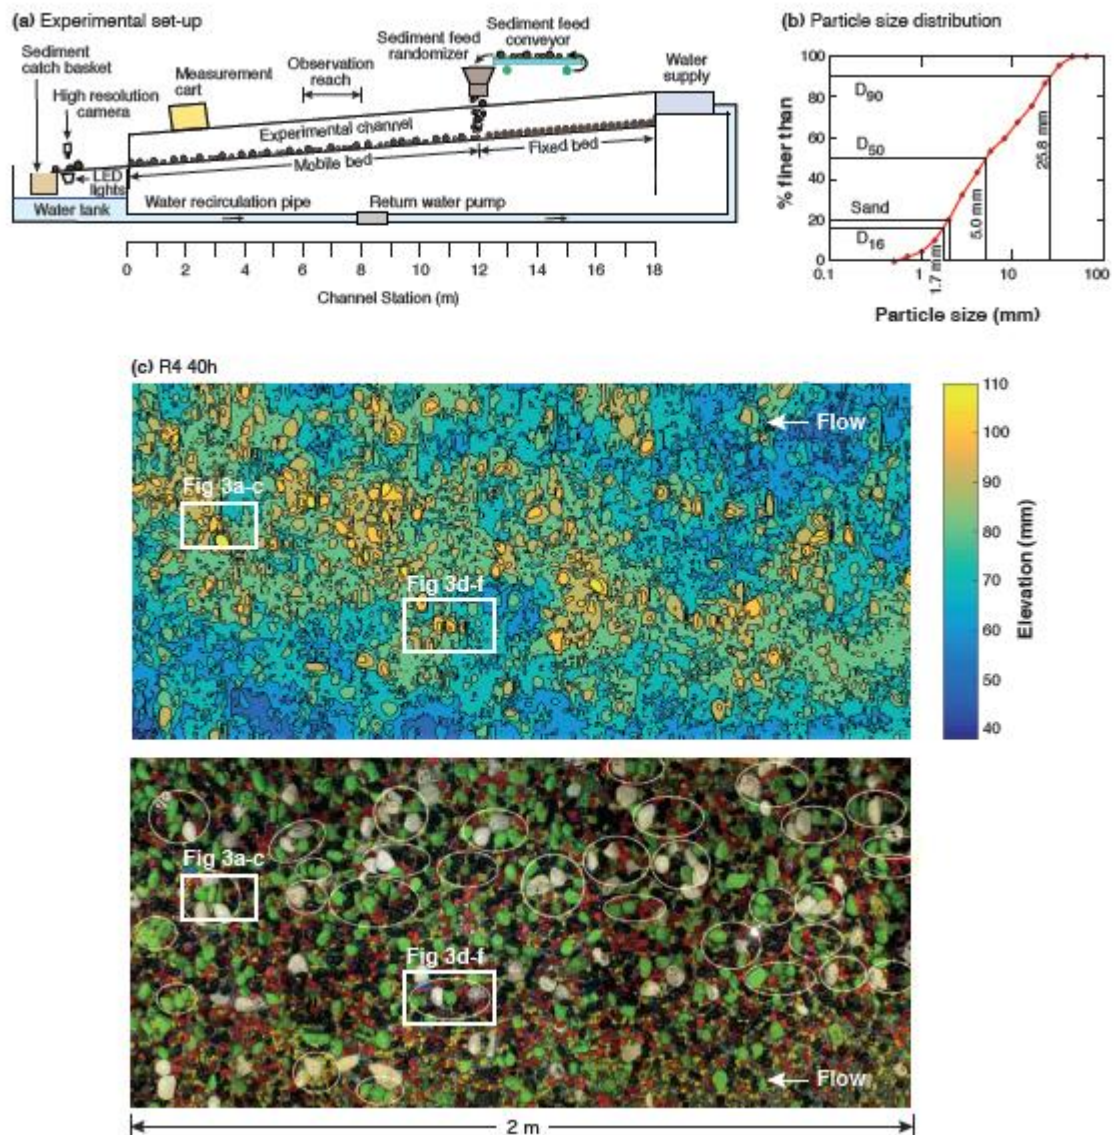 (a) Experimental set-up
Sediment
catch basket
High resolution
camera
Measurement
cart
Observation
reach
Sediment feed
randomizer
Sediment feed
conveyor
Water
supply
Experimental channel
Mobile bed
Fixed bed
LED
lights
Water tank
Water recirculation pipe
Return water pump
0 2 4 6 8 10 12 14 16 18
Channel Station (m)
(b) Particle size distribution
% finer than
100
80
60
40
20
0
D90
D50
Sand
D16
1.7 mm
5.0 mm
25.8 mm
0.1 1 10 100
Particle size (mm)
(c) R4 40h
Flow
Fig 3a-c
Fig 3d-f
110
100
90
80
70
60
50
40
Elevation (mm)
Fig 3a-c
Fig 3d-f
Flow
2 m